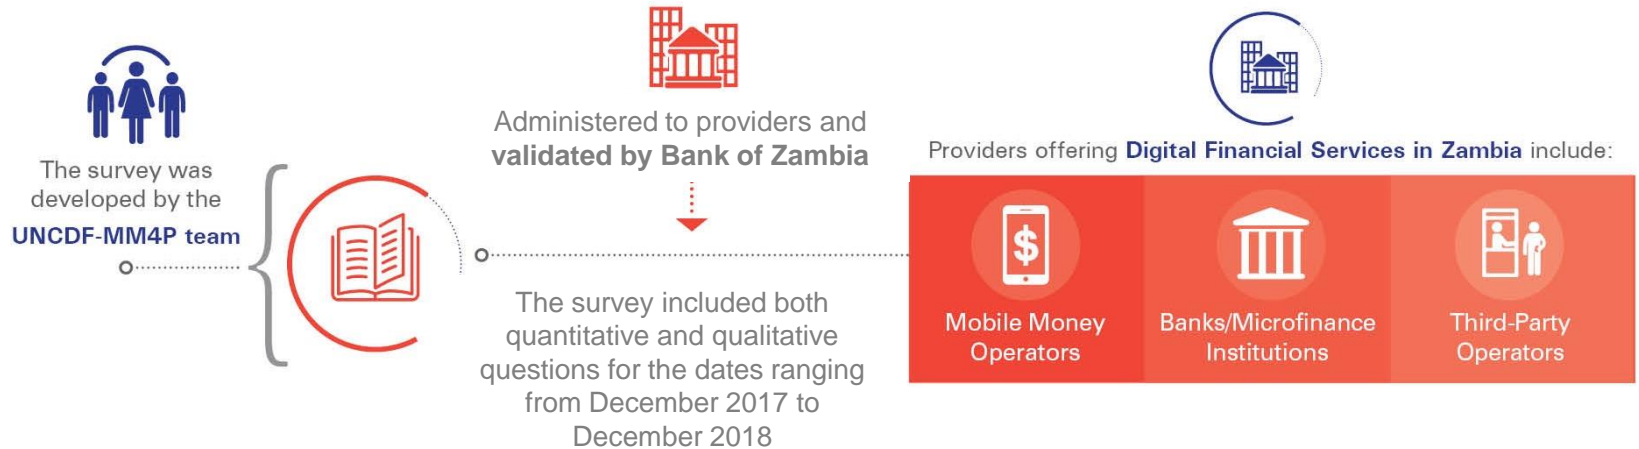 The survey was
developed by the
UNCDF-MM4P team
Administered to providers and
validated by Bank of Zambia
The survey included both
quantitative and qualitative
questions for the dates ranging
from December 2017 to
December 2018
Providers offering Digital Financial Services in Zambia include:
$
Mobile Money
Operators
Banks/Microfinance
Institutions
Third-Party
Operators